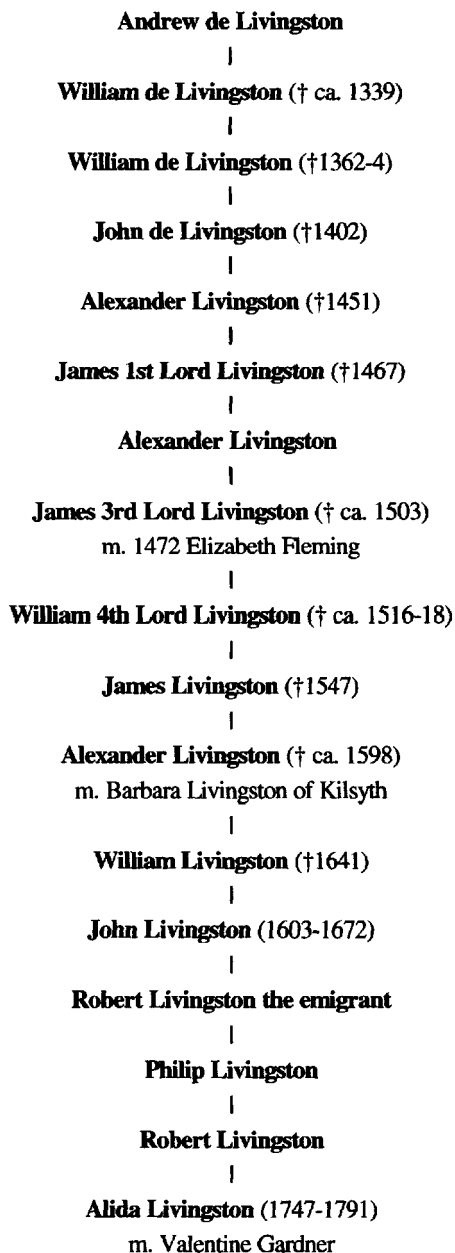 Andrew de Livingston
William de Livingston († ca. 1339)
William de Livingston (†1362-4)
John de Livingston (†1402)
Alexander Livingston (†1451)
James 1st Lord Livingston (†1467)
Alexander Livingston
James 3rd Lord Livingston († ca. 1503)
m. 1472 Elizabeth Fleming
William 4th Lord Livingston († ca. 1516-18)
James Livingston (†1547)
Alexander Livingston († ca. 1598)
m. Barbara Livingston of Kilsyth
William Livingston (†1641)
John Livingston (1603-1672)
Robert Livingston the emigrant
Philip Livingston
Robert Livingston
Alida Livingston (1747-1791)
m. Valentine Gardner